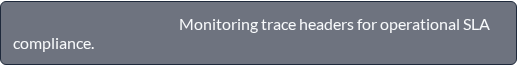 Monitoring trace headers for operational SLA
compliance.